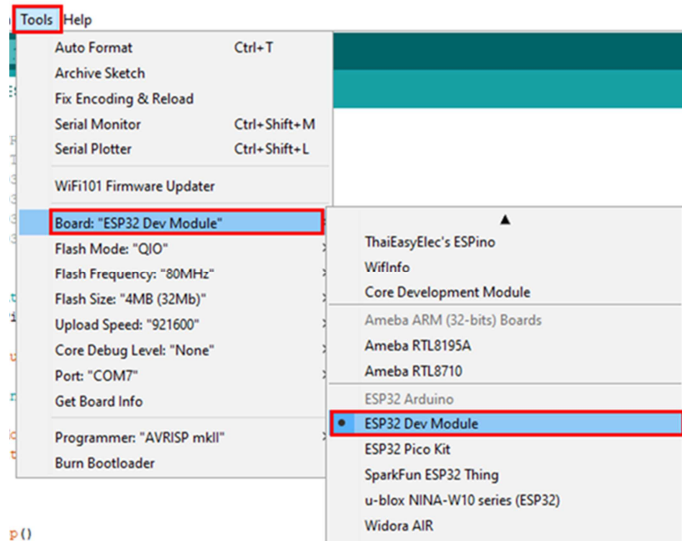 Tools Help
Auto Format Ctrl+T
Archive Sketch
Fix Encoding & Reload
Serial Monitor Ctrl+Shift+M
Serial Plotter Ctrl+Shift+L
WiFi101 Firmware Updater
Board: "ESP32 Dev Module"
Flash Mode: "QIO"
Flash Frequency: "80MHz"
Flash Size: "4MB (32Mb)"
Upload Speed: "921600"
Core Debug Level: "None"
Port: "COM7"
Get Board Info
Programmer: "AVRISP mkII"
Burn Bootloader
ThaiEasyElec's ESPino
WifInfo
Core Development Module
Ameba ARM (32-bits) Boards
Ameba RTL8195A
Ameba RTL8710
ESP32 Arduino
ESP32 Dev Module
ESP32 Pico Kit
SparkFun ESP32 Thing
u-blox NINA-W10 series (ESP32)
Widora AIR
p()